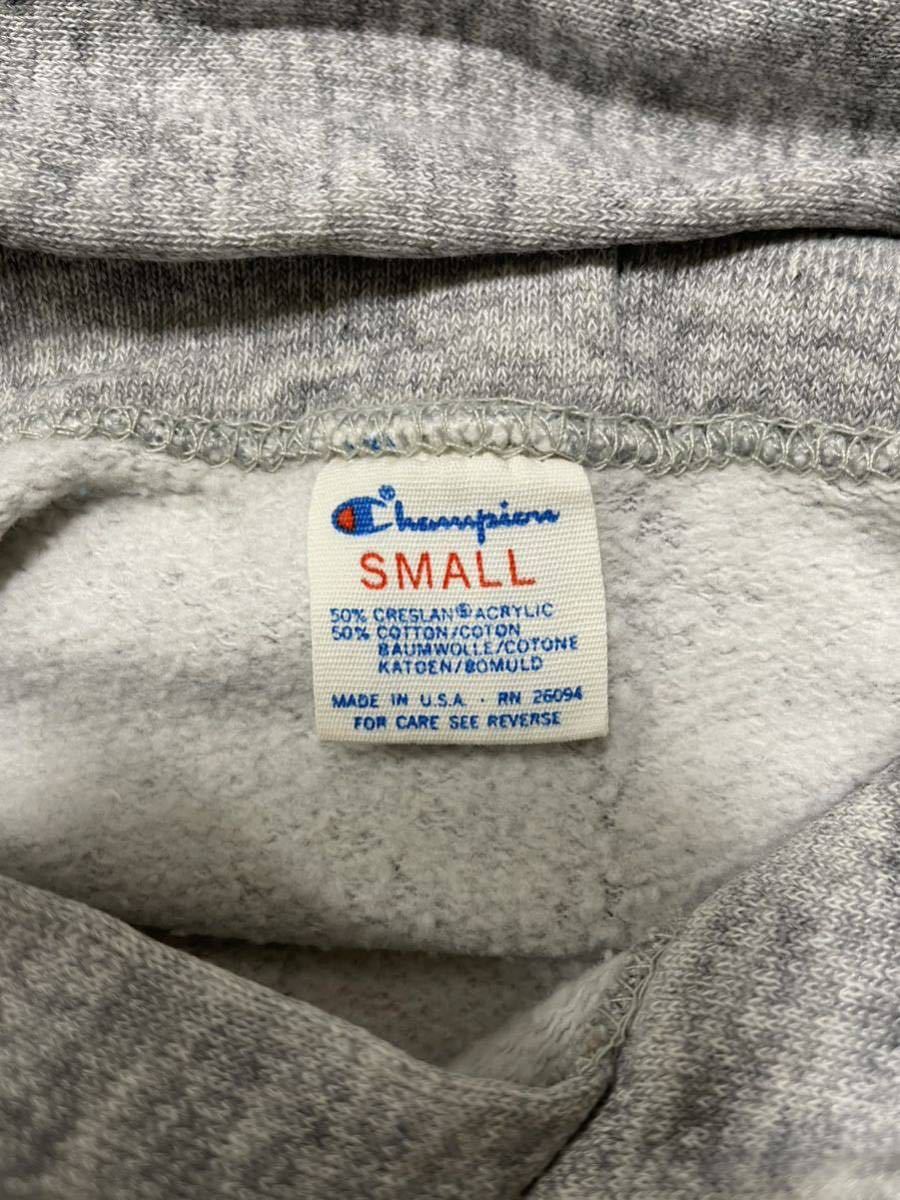 Champion®
SMALL
50% CRESLAN® ACRYLIC
50% COTTON/COTON
BAUMWOLLE/COTONE
KATOEN/BOMULD
MADE IN U.S.A. · RN 26094
FOR CARE SEE REVERSE